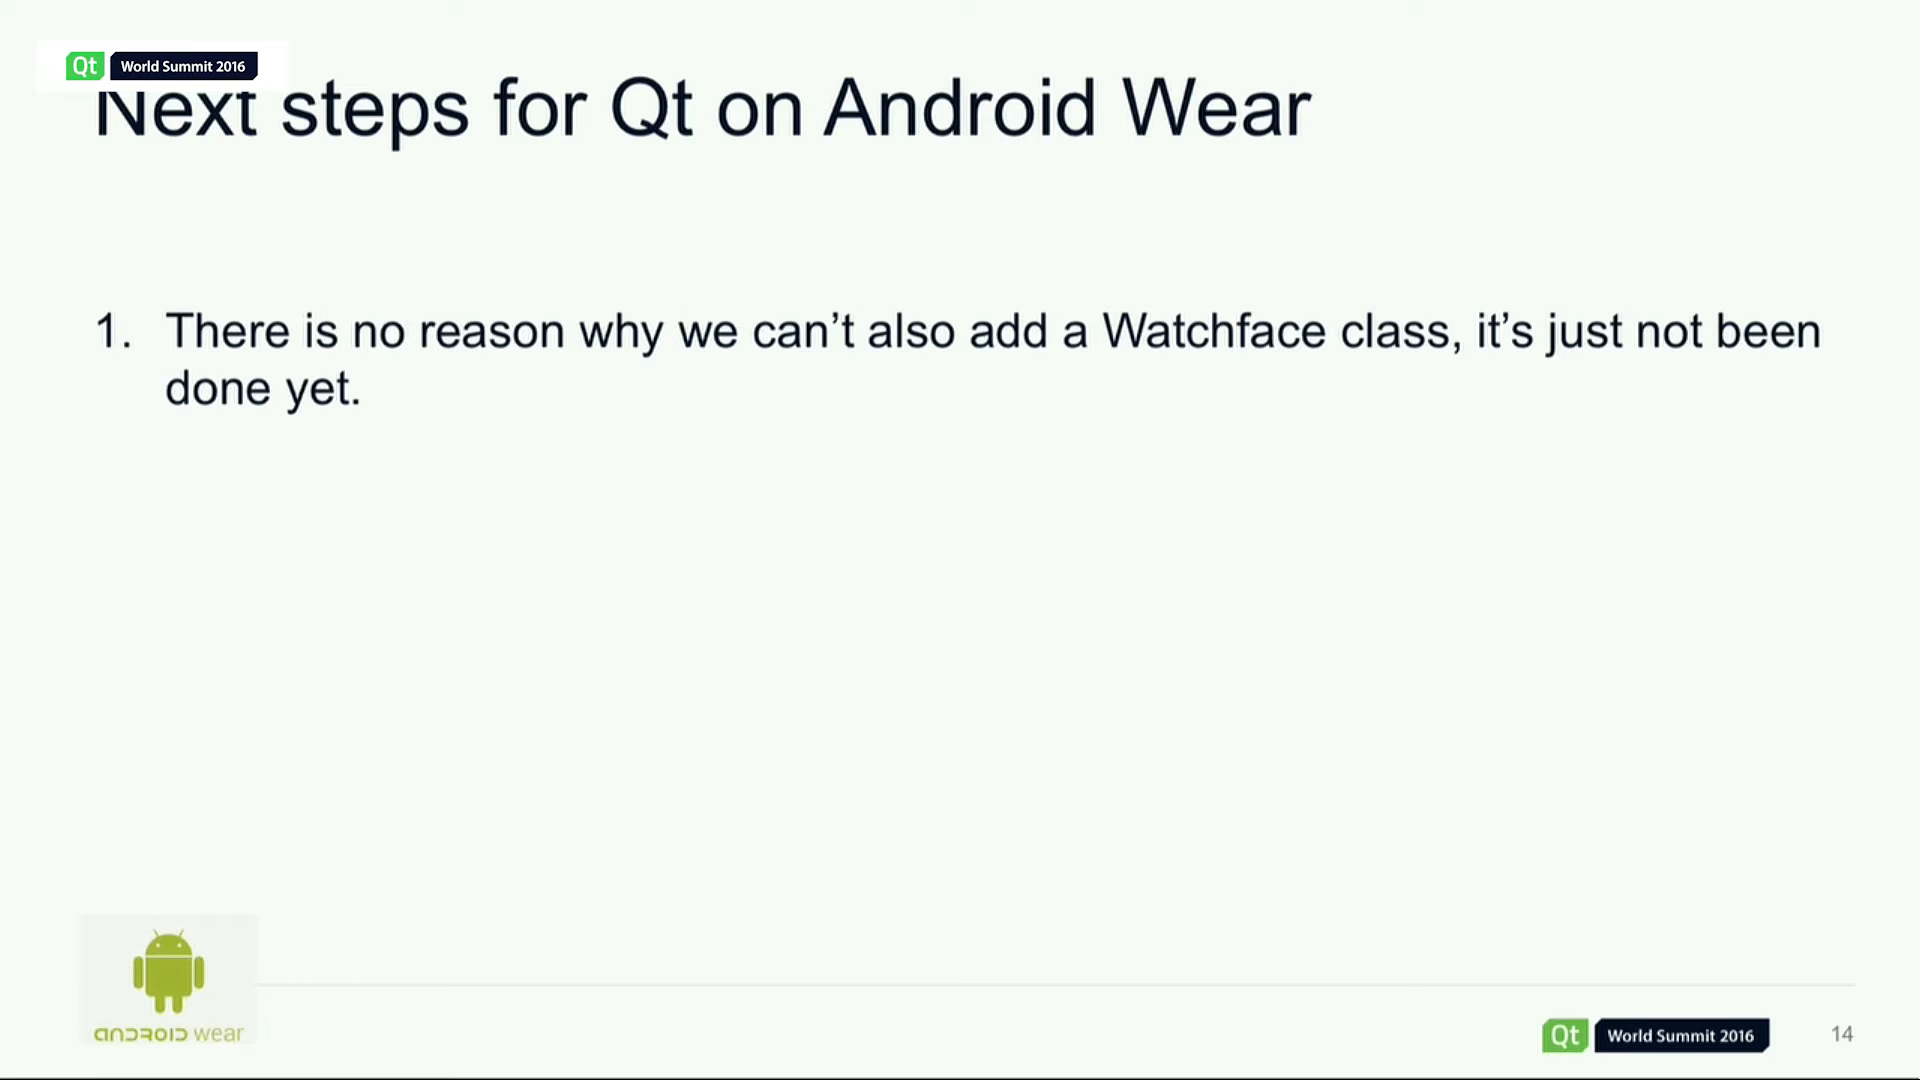 Qt World Summit 2016
Next steps for Qt on Android Wear
1. There is no reason why we can’t also add a Watchface class, it’s just not been
done yet.
ANDROID wear
Qt World Summit 2016
14